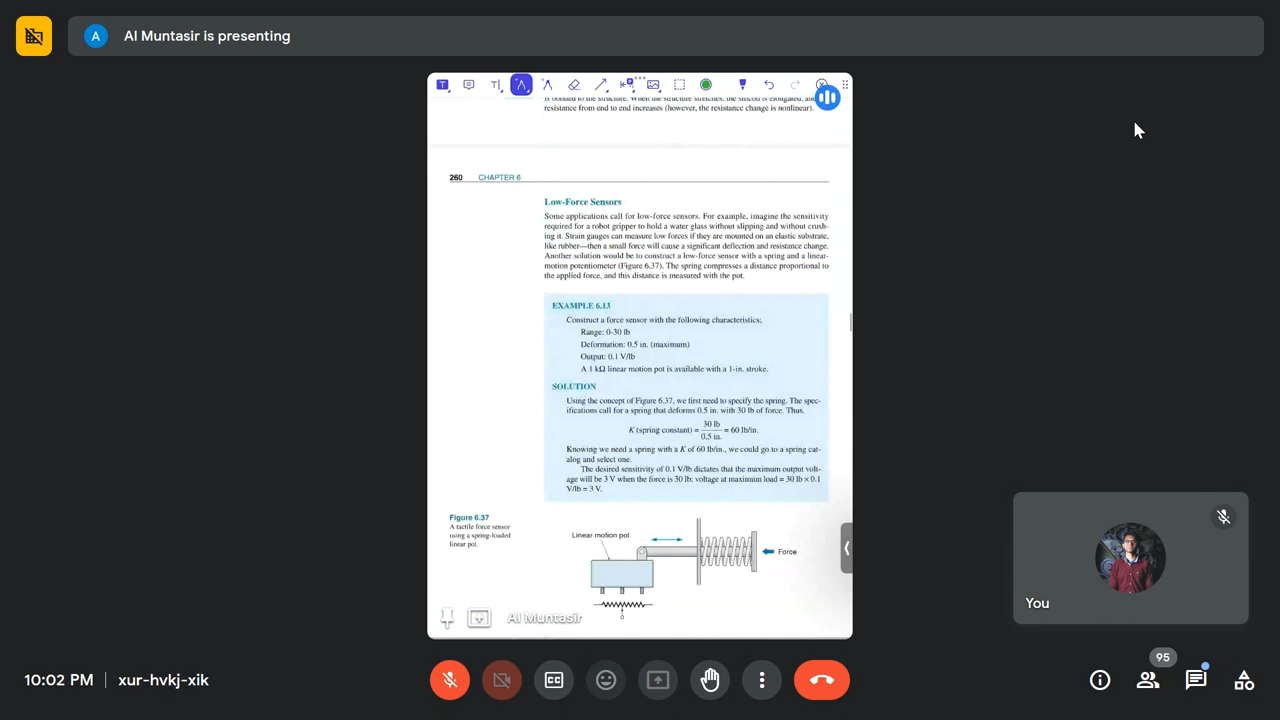 A
Al Muntasir is presenting
resistance from end to end increases (however, the resistance change is nonlinear).
260 CHAPTER 6
Low-Force Sensors
Some applications call for low-force sensors. For example, imagine the sensitivity
required for a robot gripper to hold a water glass without slipping and without crush-
ing it. Strain gauges can measure low forces if they are mounted on an elastic substrate,
like rubber—then a small force will cause a significant deflection and resistance change.
Another solution would be to construct a low-force sensor with a spring and a linear-
motion potentiometer (Figure 6.37). The spring compresses a distance proportional to
the applied force, and this distance is measured with the pot.
EXAMPLE 6.13
Construct a force sensor with the following characteristics:
Range: 0-30 lb
Deformation: 0.5 in. (maximum)
Output: 0.1 V/lb
A 1 kΩ linear motion pot is available with a 1-in. stroke.
SOLUTION
Using the concept of Figure 6.37, we first need to specify the spring. The spec-
ifications call for a spring that deforms 0.5 in. with 30 lb of force. Thus,
K (spring constant) = 30 lb / 0.5 in. = 60 lb/in.
Knowing we need a spring with a K of 60 lb/in., we could go to a spring cat-
alog and select one.
The desired sensitivity of 0.1 V/lb dictates that the maximum output volt-
age will be 3 V when the force is 30 lb: voltage at maximum load = 30 lb × 0.1
V/lb = 3 V.
Figure 6.37
A tactile force sensor
using a spring-loaded
linear pot.
Linear motion pot
Force
Al Muntasir
You
10:02 PM | xur-hvkj-xik
CC
95